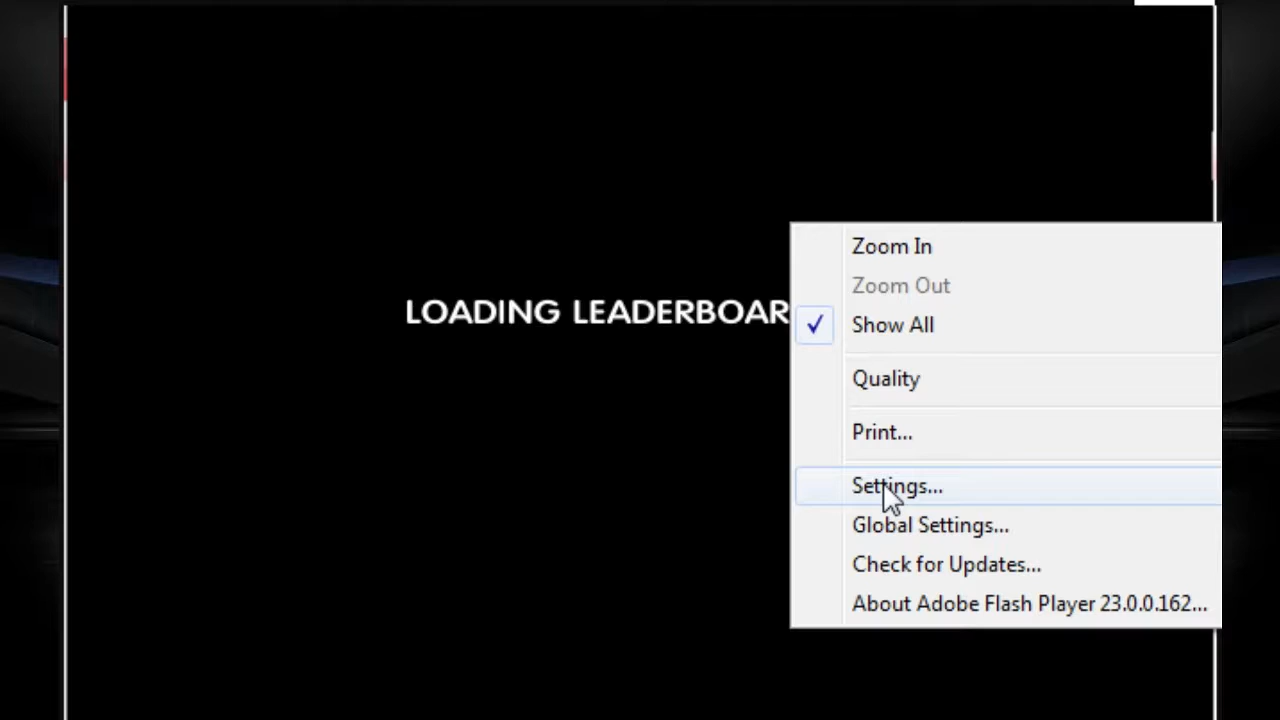 Zoom In
Zoom Out
LOADING LEADERBOAR
Show All
Quality
Print...
Settings...
Global Settings...
Check for Updates...
About Adobe Flash Player 23.0.0.162...